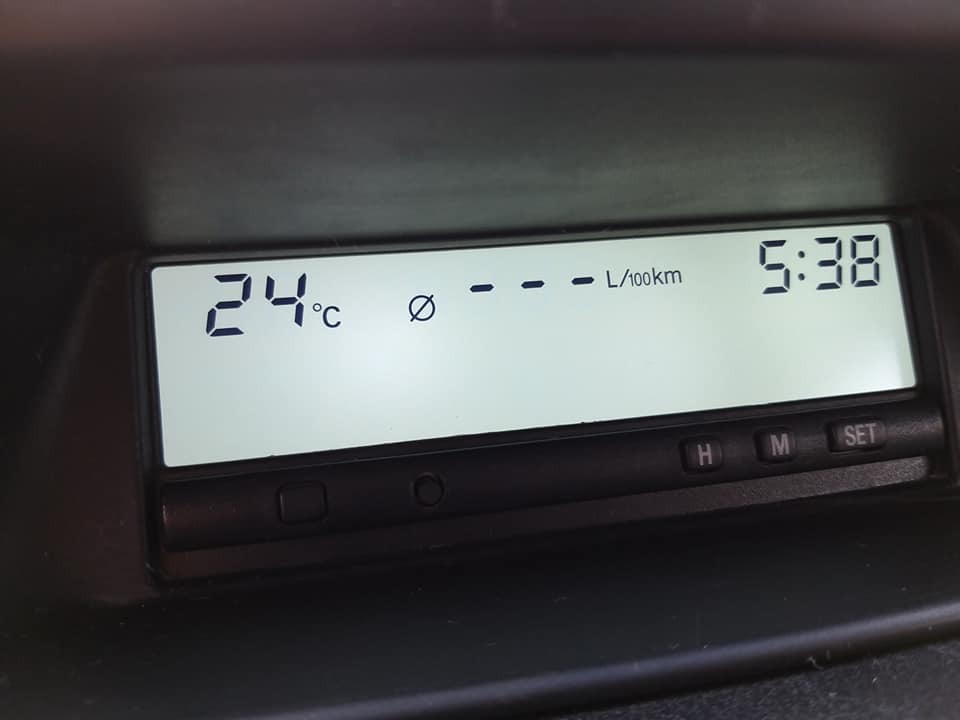 24°C Ø - - - L/100km 5:38
H M SET